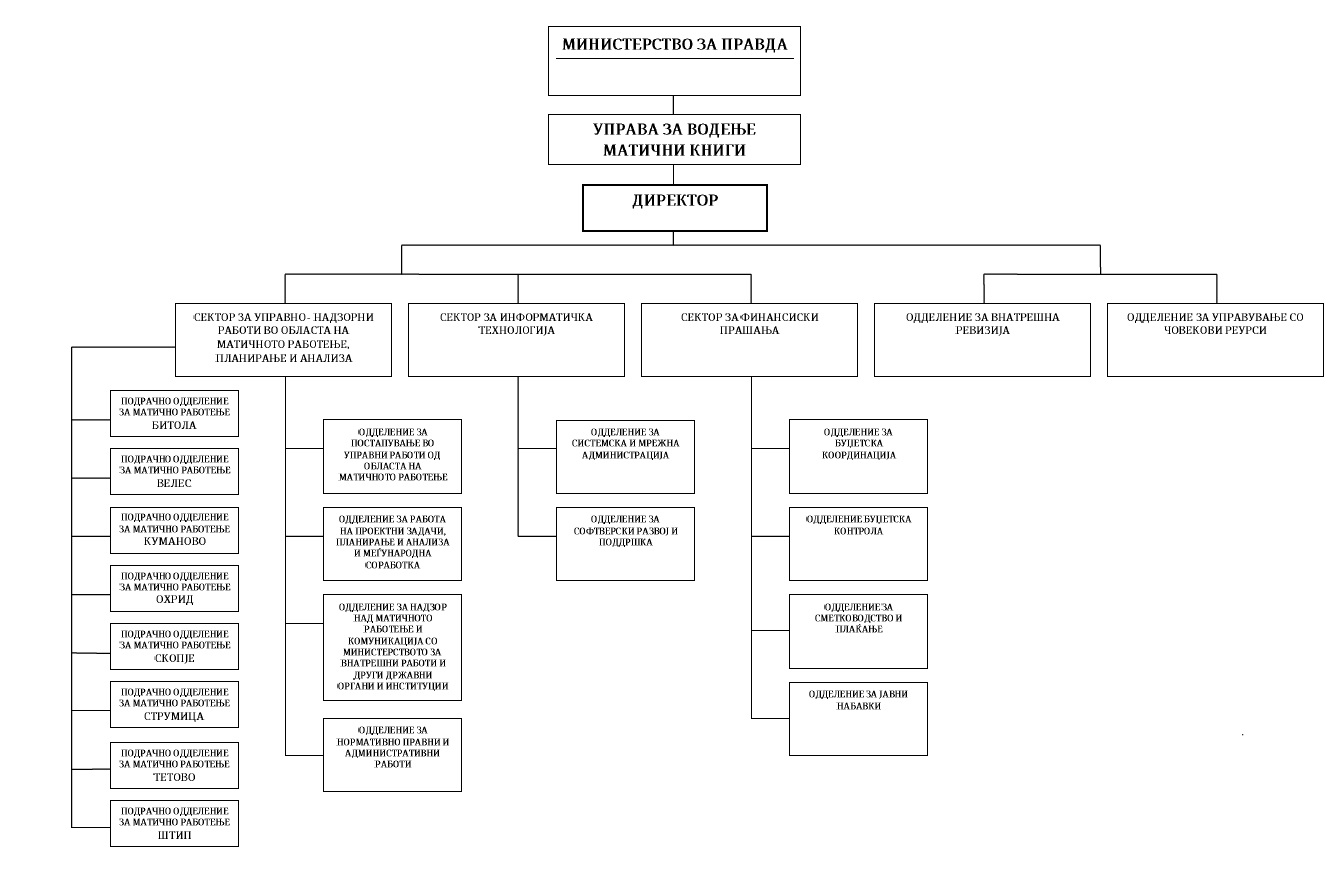 МИНИСТЕРСТВО ЗА ПРАВДА
УПРАВА ЗА ВОДЕЊЕ
МАТИЧНИ КНИГИ
ДИРЕКТОР
СЕКТОР ЗА УПРАВНО- НАДЗОРНИ
РАБОТИ ВО ОБЛАСТА НА
МАТИЧНОТО РАБОТЕЊЕ,
ПЛАНИРАЊЕ И АНАЛИЗА
СЕКТОР ЗА ИНФОРМАТИЧКА
ТЕХНОЛОГИЈА
СЕКТОР ЗА ФИНАНСИСКИ
ПРАШАЊА
ОДДЕЛЕНИЕ ЗА ВНАТРЕШНА
РЕВИЗИЈА
ОДДЕЛЕНИЕ ЗА УПРАВУВАЊЕ СО
ЧОВЕКОВИ РЕУРСИ
ПОДРАЧНО ОДДЕЛЕНИЕ
ЗА МАТИЧНО РАБОТЕЊЕ
БИТОЛА
ПОДРАЧНО ОДДЕЛЕНИЕ
ЗА МАТИЧНО РАБОТЕЊЕ
ВЕЛЕС
ПОДРАЧНО ОДДЕЛЕНИЕ
ЗА МАТИЧНО РАБОТЕЊЕ
КУМАНОВО
ПОДРАЧНО ОДДЕЛЕНИЕ
ЗА МАТИЧНО РАБОТЕЊЕ
ОХРИД
ПОДРАЧНО ОДДЕЛЕНИЕ
ЗА МАТИЧНО РАБОТЕЊЕ
СКОПЈЕ
ПОДРАЧНО ОДДЕЛЕНИЕ
ЗА МАТИЧНО РАБОТЕЊЕ
СТРУМИЦА
ПОДРАЧНО ОДДЕЛЕНИЕ
ЗА МАТИЧНО РАБОТЕЊЕ
ТЕТОВО
ПОДРАЧНО ОДДЕЛЕНИЕ
ЗА МАТИЧНО РАБОТЕЊЕ
ШТИП
ОДДЕЛЕНИЕ ЗА
ПОСТАПУВАЊЕ ВО
УПРАВНИ РАБОТИ ОД
ОБЛАСТА НА
МАТИЧНОТО РАБОТЕЊЕ
ОДДЕЛЕНИЕ ЗА РАБОТА
НА ПРОЕКТНИ ЗАДАЧИ,
ПЛАНИРАЊЕ И АНАЛИЗА
И МЕЃУНАРОДНА
СОРАБОТКА
ОДДЕЛЕНИЕ ЗА НАДЗОР
НАД МАТИЧНОТО
РАБОТЕЊЕ И
КОМУНИКАЦИЈА СО
МИНИСТЕРСТВОТО ЗА
ВНАТРЕШНИ РАБОТИ И
ДРУГИ ДРЖАВНИ
ОРГАНИ И ИНСТИТУЦИИ
ОДДЕЛЕНИЕ ЗА
НОРМАТИВНО ПРАВНИ И
АДМИНИСТРАТИВНИ
РАБОТИ
ОДДЕЛЕНИЕ ЗА
СИСТЕМСКА И МРЕЖНА
АДМИНИСТРАЦИЈА
ОДДЕЛЕНИЕ ЗА
СОФТВЕРСКИ РАЗВОЈ И
ПОДДРШКА
ОДДЕЛЕНИЕ ЗА
БУЏЕТСКА
КООРДИНАЦИЈА
ОДДЕЛЕНИЕ БУЏЕТСКА
КОНТРОЛА
ОДДЕЛЕНИЕ ЗА
СМЕТКОВОДСТВО И
ПЛАЌАЊЕ
ОДДЕЛЕНИЕ ЗА ЈАВНИ
НАБАВКИ